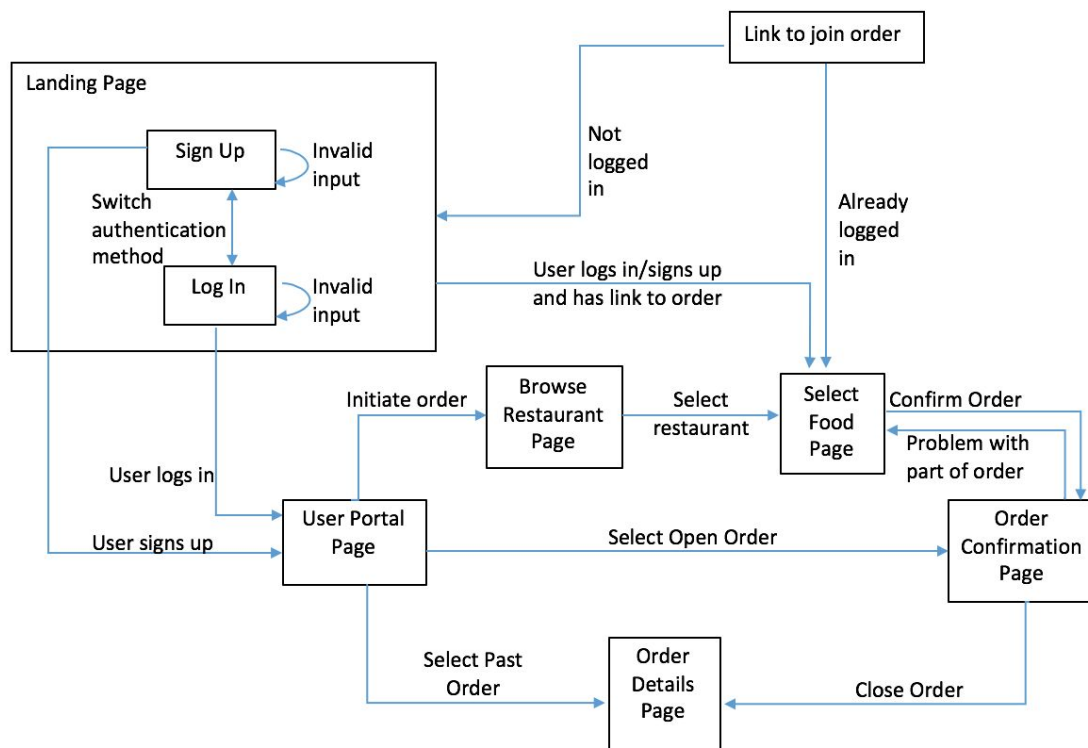 Link to join order
Landing Page
Sign Up
Invalid
input
Not
logged
in
Switch
authentication
method
Already
logged
in
Log In
Invalid
input
User logs in/signs up
and has link to order
Initiate order
Browse
Restaurant
Page
Select
restaurant
Select
Food
Page
Confirm Order
Problem with
part of order
User logs in
User signs up
User Portal
Page
Select Open Order
Order
Confirmation
Page
Select Past
Order
Order
Details
Page
Close Order